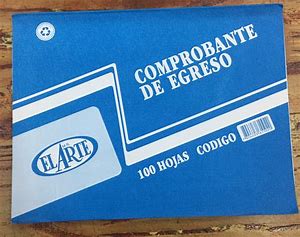 COMPROBANTE
DE EGRESO
EL ARTE
100 HOJAS CODIGO